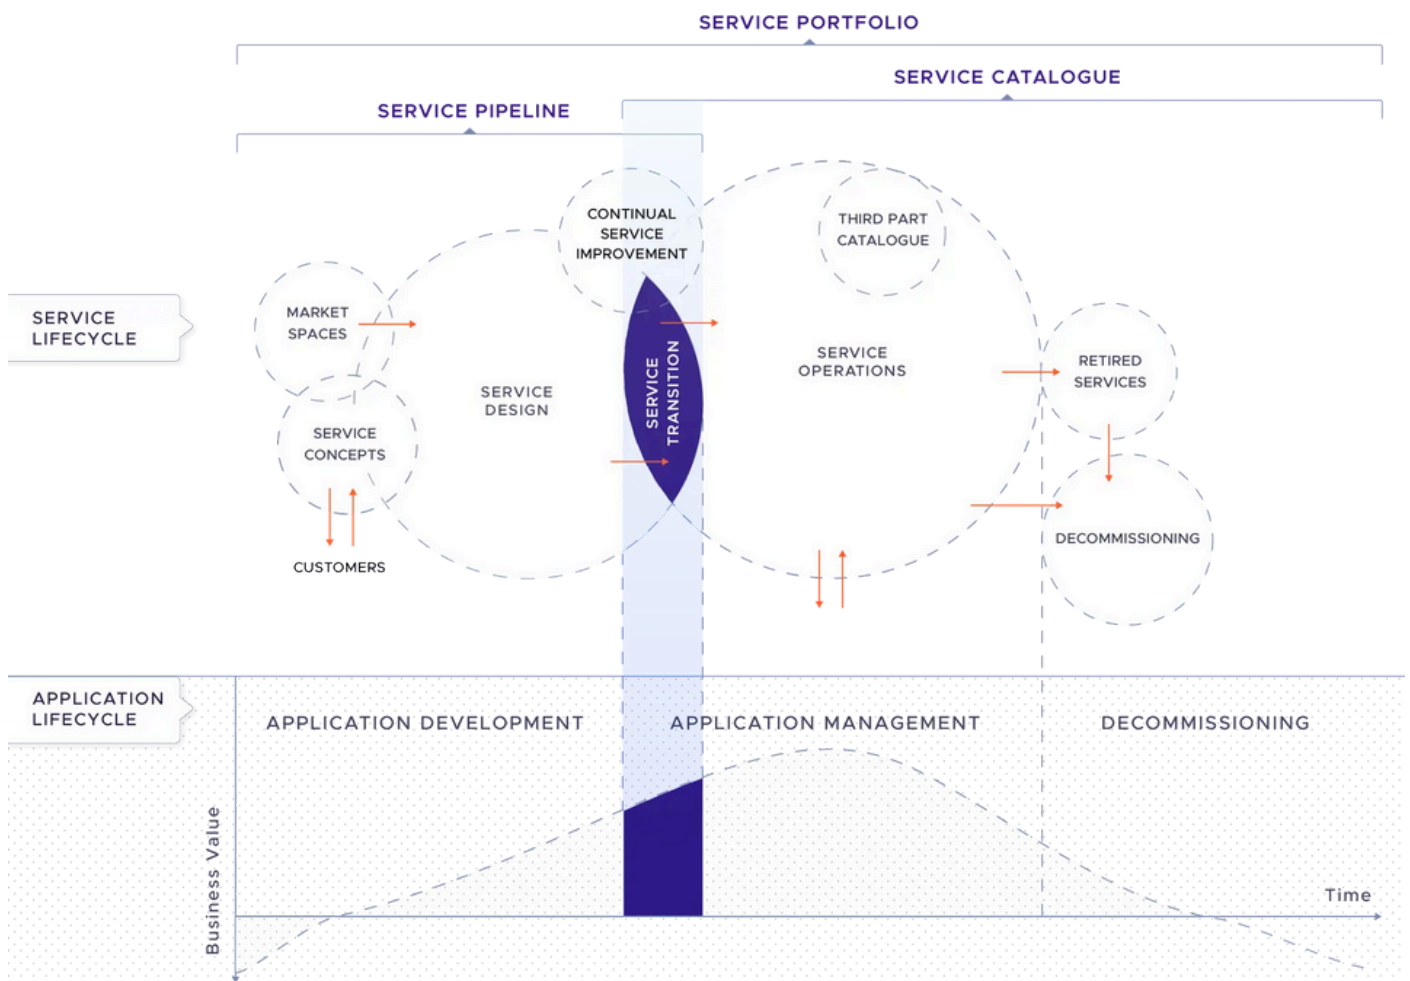 SERVICE PORTFOLIO
SERVICE CATALOGUE
SERVICE PIPELINE
CONTINUAL
SERVICE
IMPROVEMENT
THIRD PART
CATALOGUE
MARKET
SPACES
SERVICE
LIFECYCLE
SERVICE
DESIGN
SERVICE
TRANSITION
SERVICE
OPERATIONS
RETIRED
SERVICES
SERVICE
CONCEPTS
CUSTOMERS
DECOMMISSIONING
APPLICATION
LIFECYCLE
APPLICATION DEVELOPMENT
APPLICATION MANAGEMENT
DECOMMISSIONING
Business Value
Time